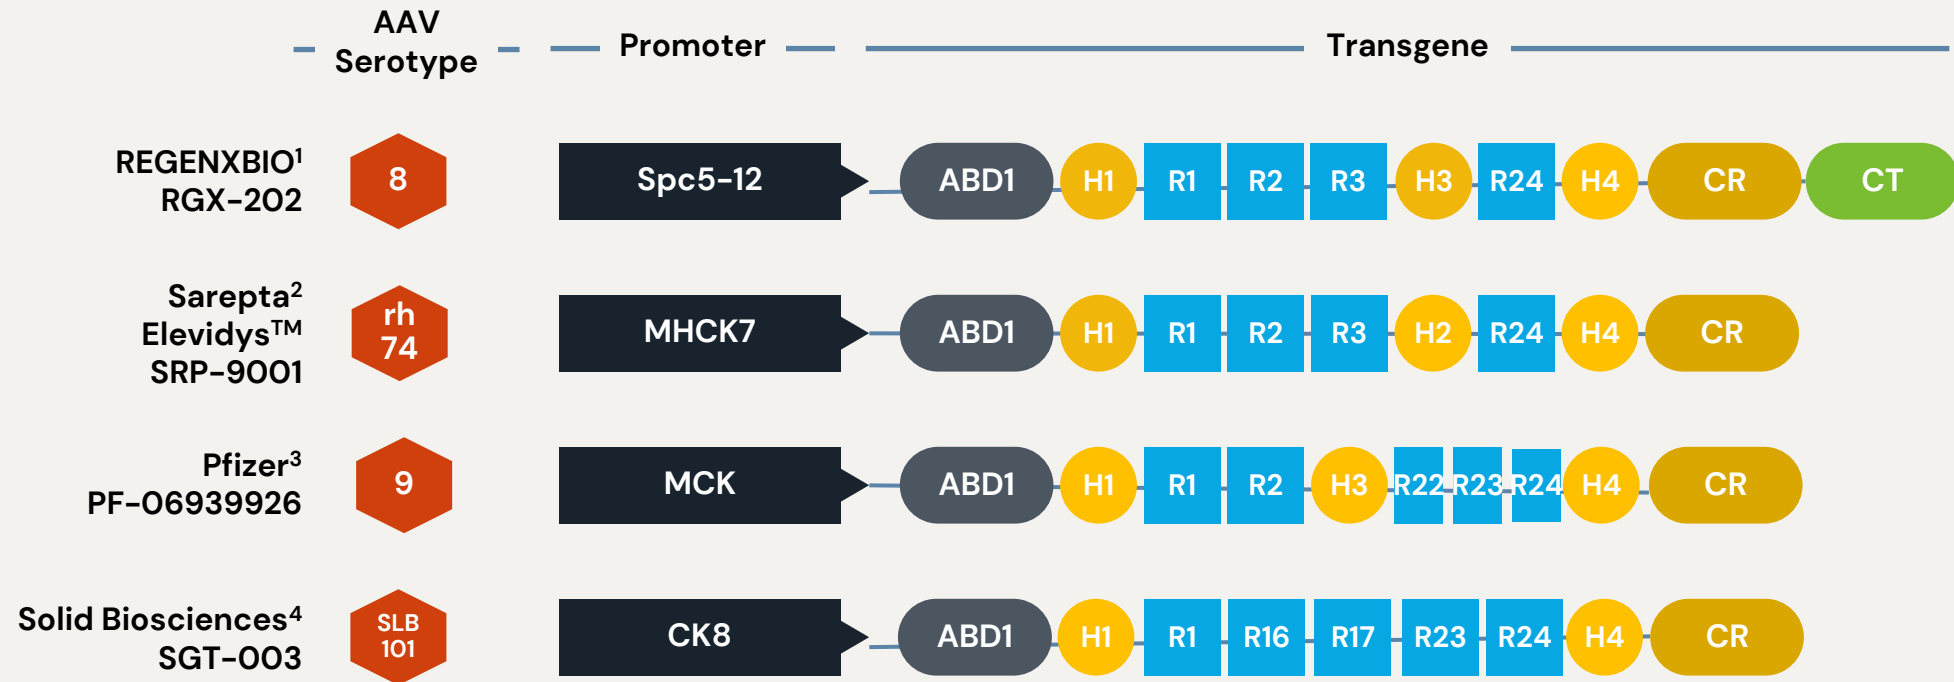 AAV
Serotype
Promoter
Transgene
REGENXBIO¹
RGX-202
8
Spc5-12
ABD1 H1 R1 R2 R3 H3 R24 H4 CR CT
Sarepta²
Elevidys™
SRP-9001
rh
74
MHCK7
ABD1 H1 R1 R2 R3 H2 R24 H4 CR
Pfizer³
PF-06939926
9
MCK
ABD1 H1 R1 R2 H3 R22 R23 R24 H4 CR
Solid Biosciences⁴
SGT-003
SLB
101
CK8
ABD1 H1 R1 R16 R17 R23 R24 H4 CR